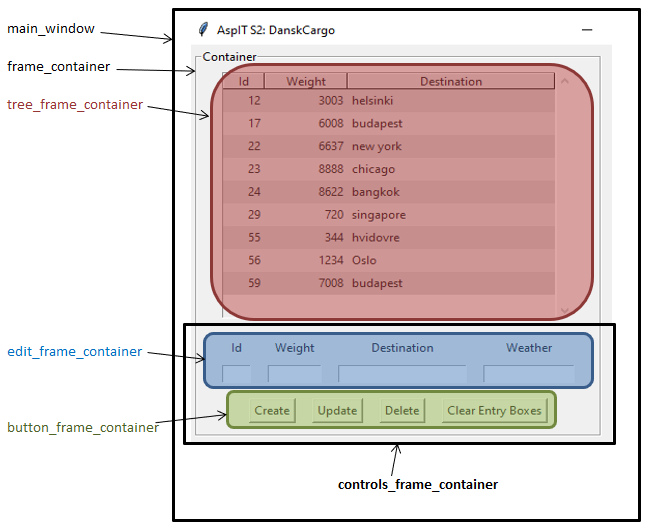 main_window
AspIT S2: DanskCargo
frame_container
Container
tree_frame_container
Id Weight Destination
12 3003 helsinki
17 6008 budapest
22 6637 new york
23 8888 chicago
24 8622 bangkok
29 720 singapore
55 344 hvidovre
56 1234 Oslo
59 7008 budapest
edit_frame_container
Id Weight Destination Weather
button_frame_container
Create Update Delete Clear Entry Boxes
controls_frame_container